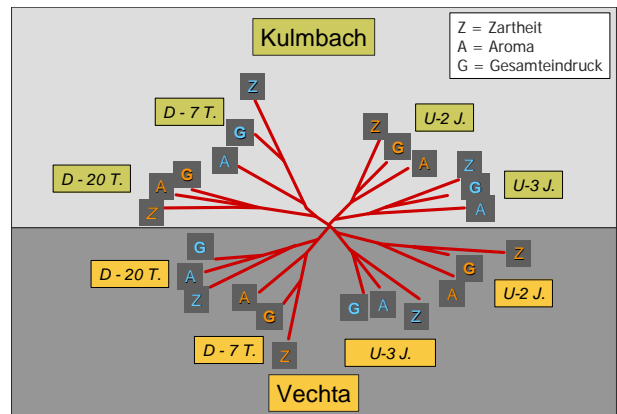 Kulmbach
Z = Zartheit
A = Aroma
G = Gesamteindruck
Z
D - 7 T.
G
A
D - 20 T.
G
A
Z
Z
U-2 J.
G
A
Z
G
U-3 J.
A
G
D - 20 T.
A
Z
A
G
D - 7 T.
Z
G
A
Z
U-3 J.
Z
G
A
U-2 J.
Vechta